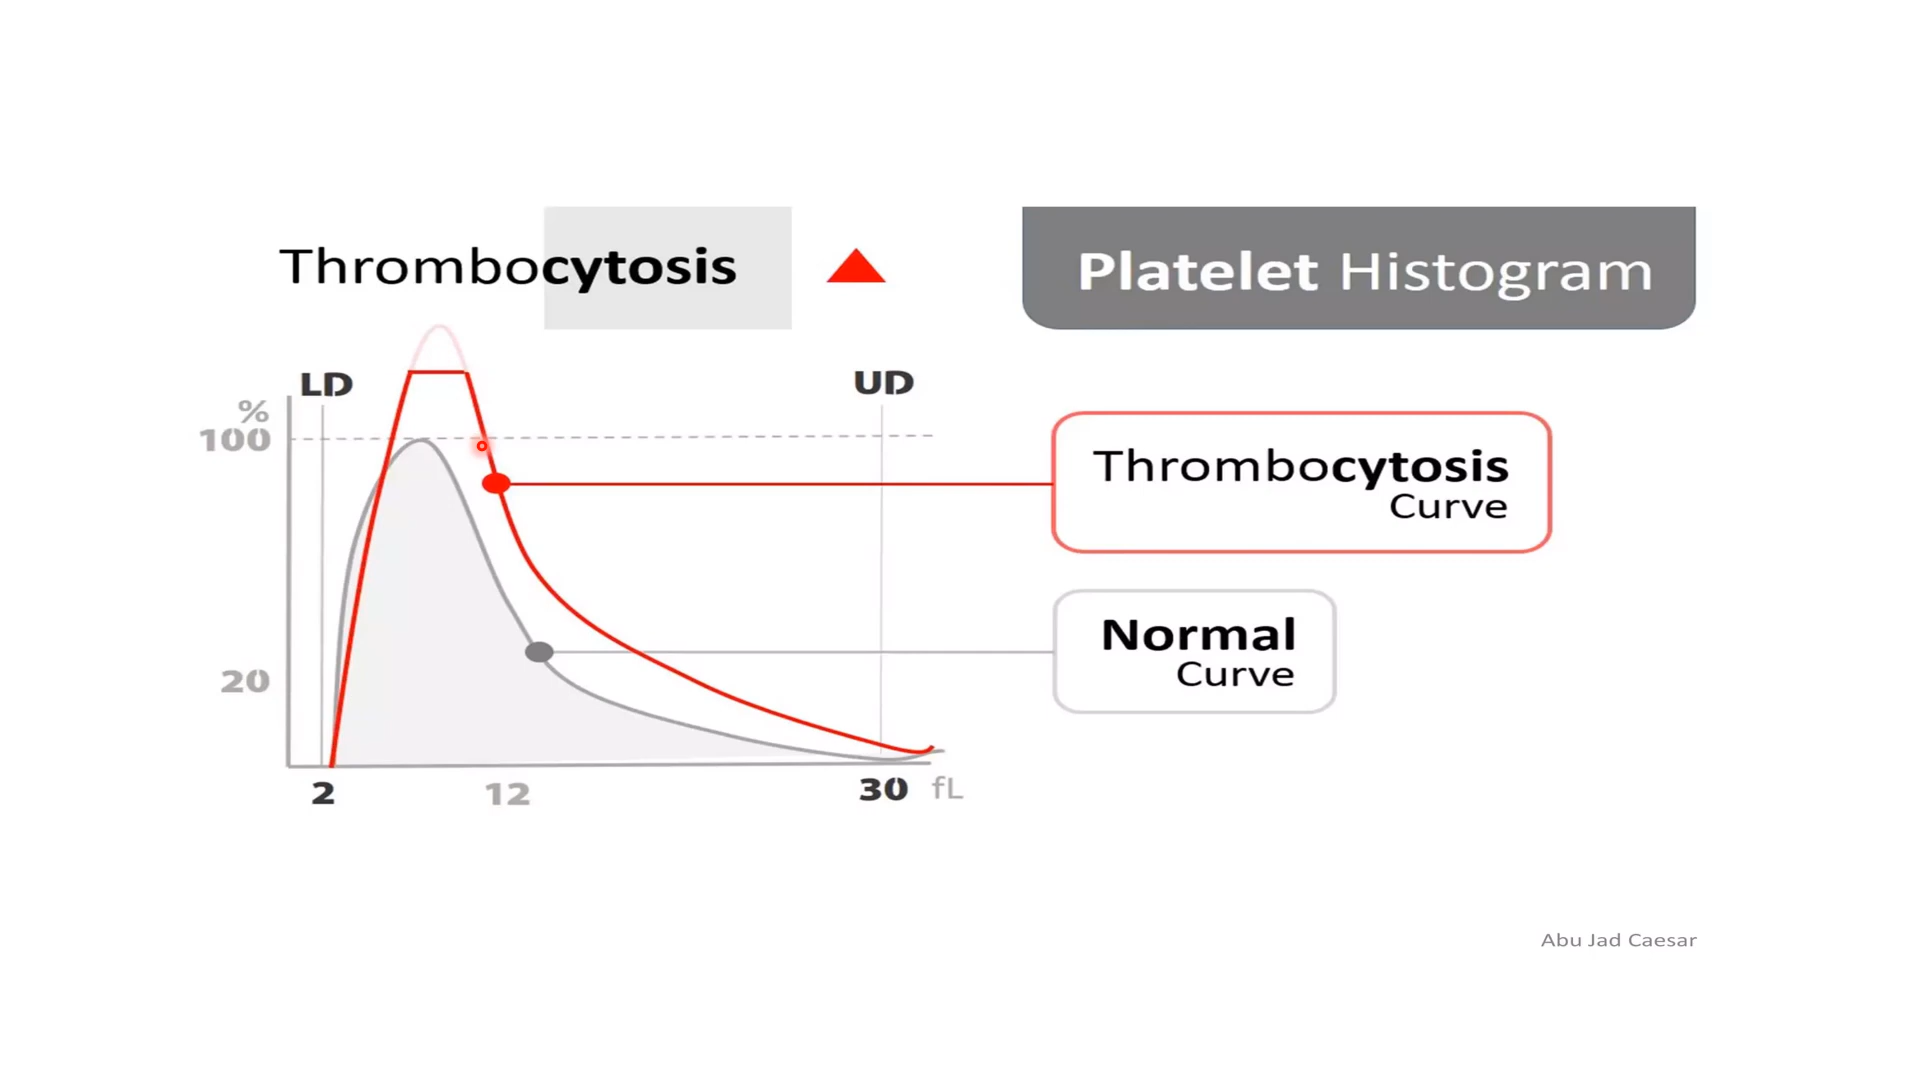 Thrombocytosis
Platelet Histogram
LD
UD
%
100
Thrombocytosis
Curve
Normal
Curve
20
2
12
30 fL
Abu Jad Caesar